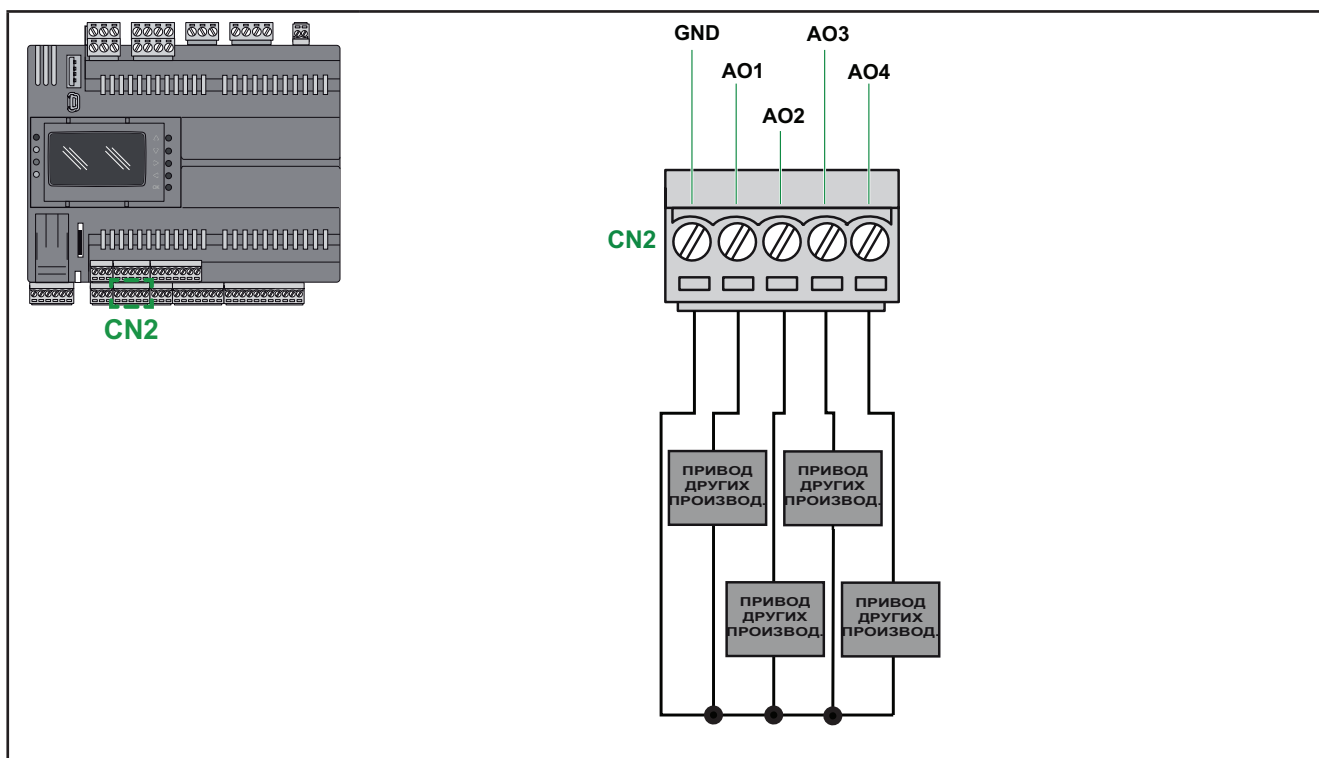 GND
AO3
AO1
AO4
AO2
CN2
CN2
ПРИВОД
ДРУГИХ
ПРОИЗВОД.
ПРИВОД
ДРУГИХ
ПРОИЗВОД.
ПРИВОД
ДРУГИХ
ПРОИЗВОД.
ПРИВОД
ДРУГИХ
ПРОИЗВОД.